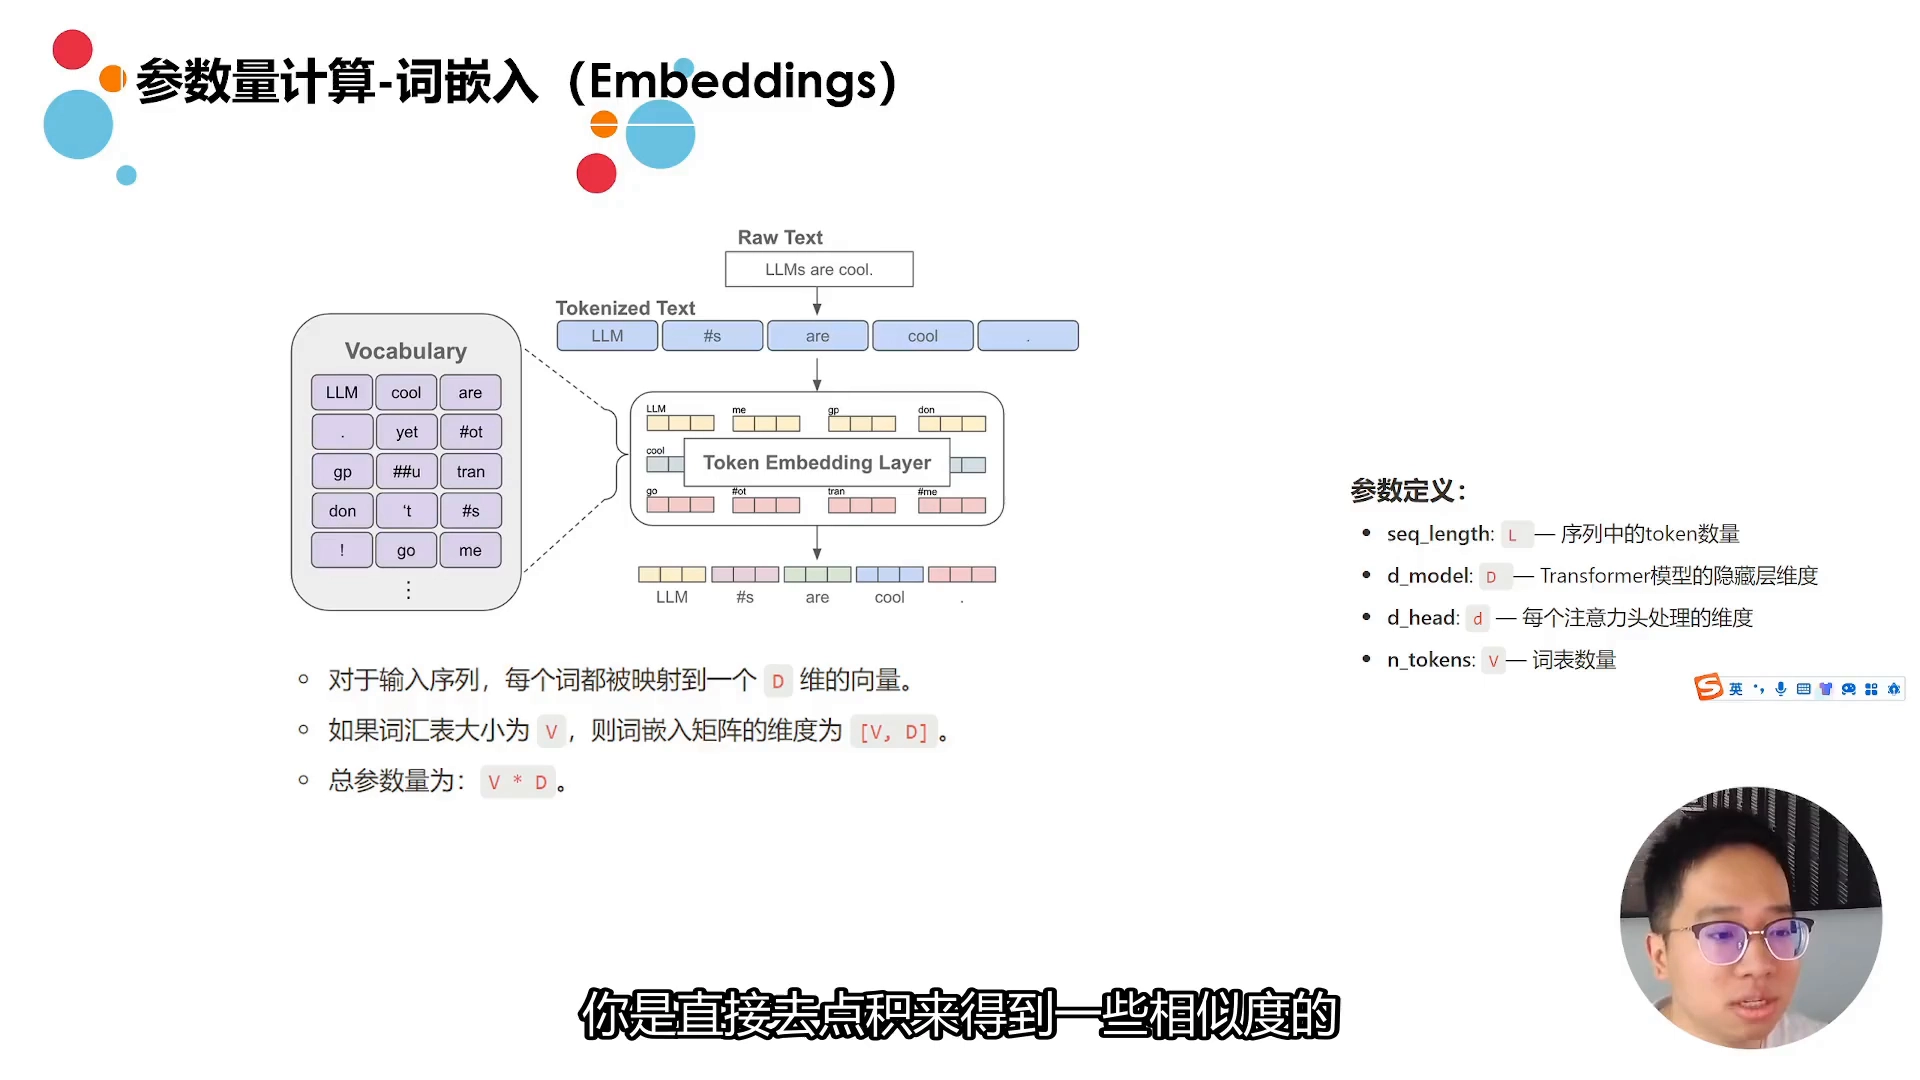 参数量计算-词嵌入（Embeddings）
Raw Text
LLMs are cool.
Tokenized Text
LLM #s are cool .
Vocabulary
LLM cool are
. yet #ot
gp ##u tran
don 't #s
! go me
⋮
LLM me gp don
cool
Token Embedding Layer
go #ot tran #me
LLM #s are cool .
对于输入序列，每个词都被映射到一个 D 维的向量。
如果词汇表大小为 V，则词嵌入矩阵的维度为 [V, D]。
总参数量为：V * D。
参数定义：
seq_length: L — 序列中的token数量
d_model: D — Transformer模型的隐藏层维度
d_head: d — 每个注意力头处理的维度
n_tokens: V — 词表数量
S 英
你是直接去点积来得到一些相似度的